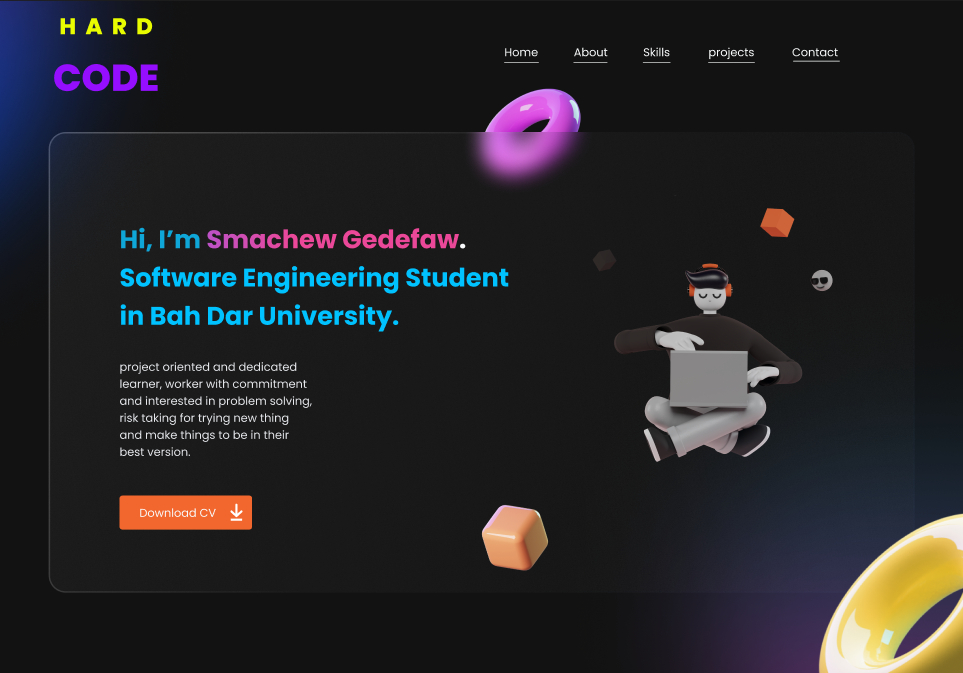 HARD
CODE
Home About Skills projects Contact
Hi, I’m Smachew Gedefaw.
Software Engineering Student
in Bah Dar University.
project oriented and dedicated
learner, worker with commitment
and interested in problem solving,
risk taking for trying new thing
and make things to be in their
best version.
Download CV